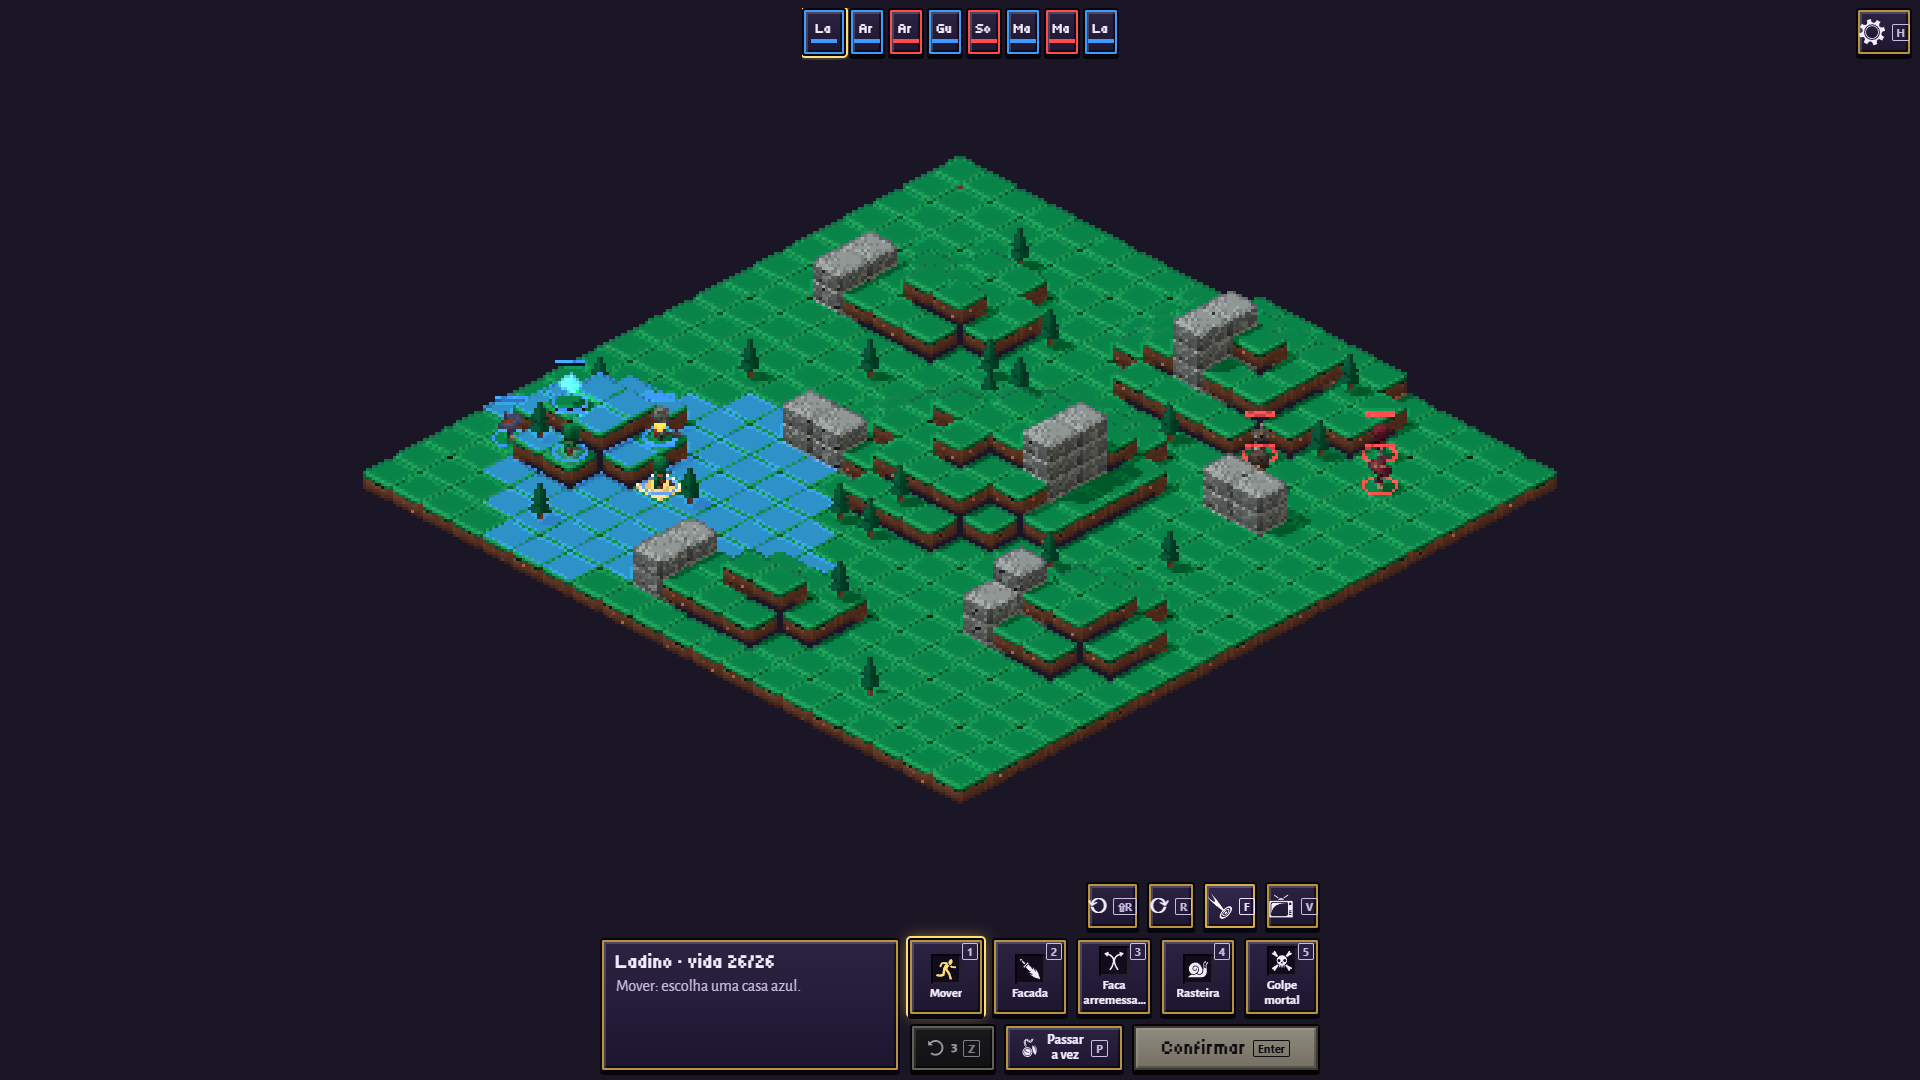 La Ar Ar Gu So Ma Ma La
H
⇧R R F V
Ladino · vida 26/26
Mover: escolha uma casa azul.
1 2 3 4 5
Mover
Facada
Faca
arremessa...
Rasteira
Golpe
mortal
3 Z
Passar
a vez
P
Confirmar Enter